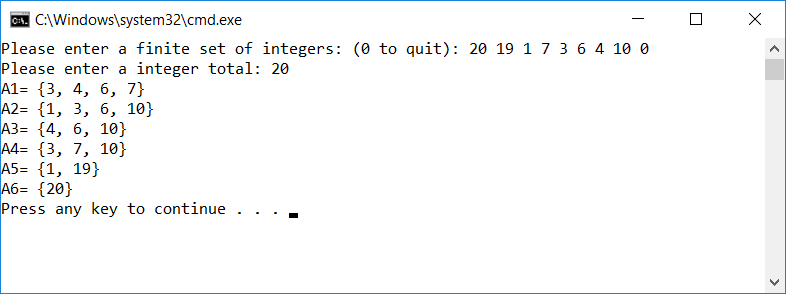 C:\Windows\system32\cmd.exe
Please enter a finite set of integers: (0 to quit): 20 19 1 7 3 6 4 10 0
Please enter a integer total: 20
A1= {3, 4, 6, 7}
A2= {1, 3, 6, 10}
A3= {4, 6, 10}
A4= {3, 7, 10}
A5= {1, 19}
A6= {20}
Press any key to continue . . .